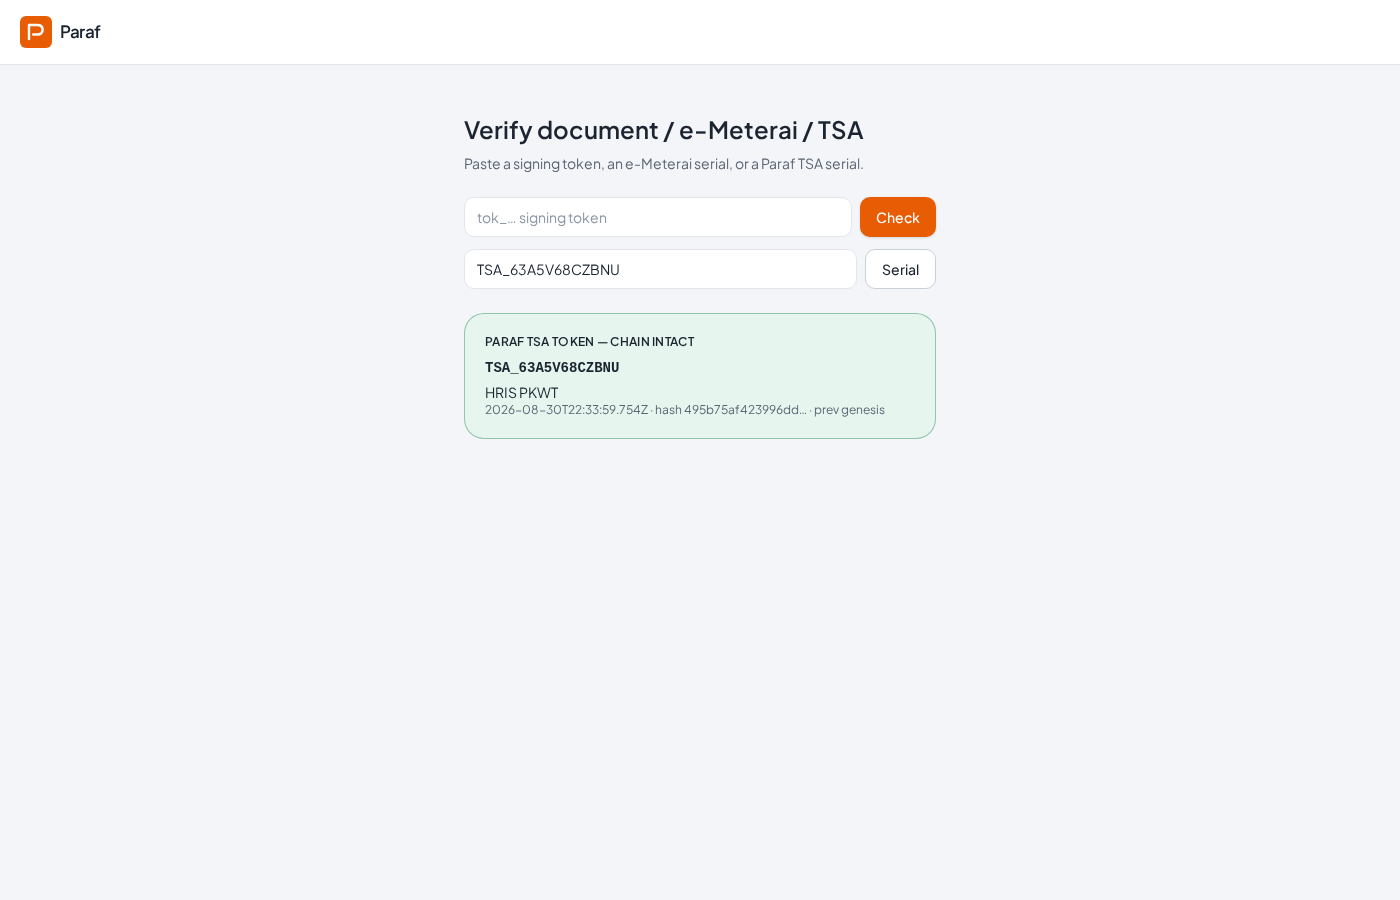 Paraf
Verify document / e-Meterai / TSA
Paste a signing token, an e-Meterai serial, or a Paraf TSA serial.
tok_… signing token
Check
TSA_63A5V68CZBNU
Serial
PARAF TSA TOKEN — CHAIN INTACT
TSA_63A5V68CZBNU
HRIS PKWT
2026-08-30T22:33:59.754Z · hash 495b75af423996dd… · prev genesis